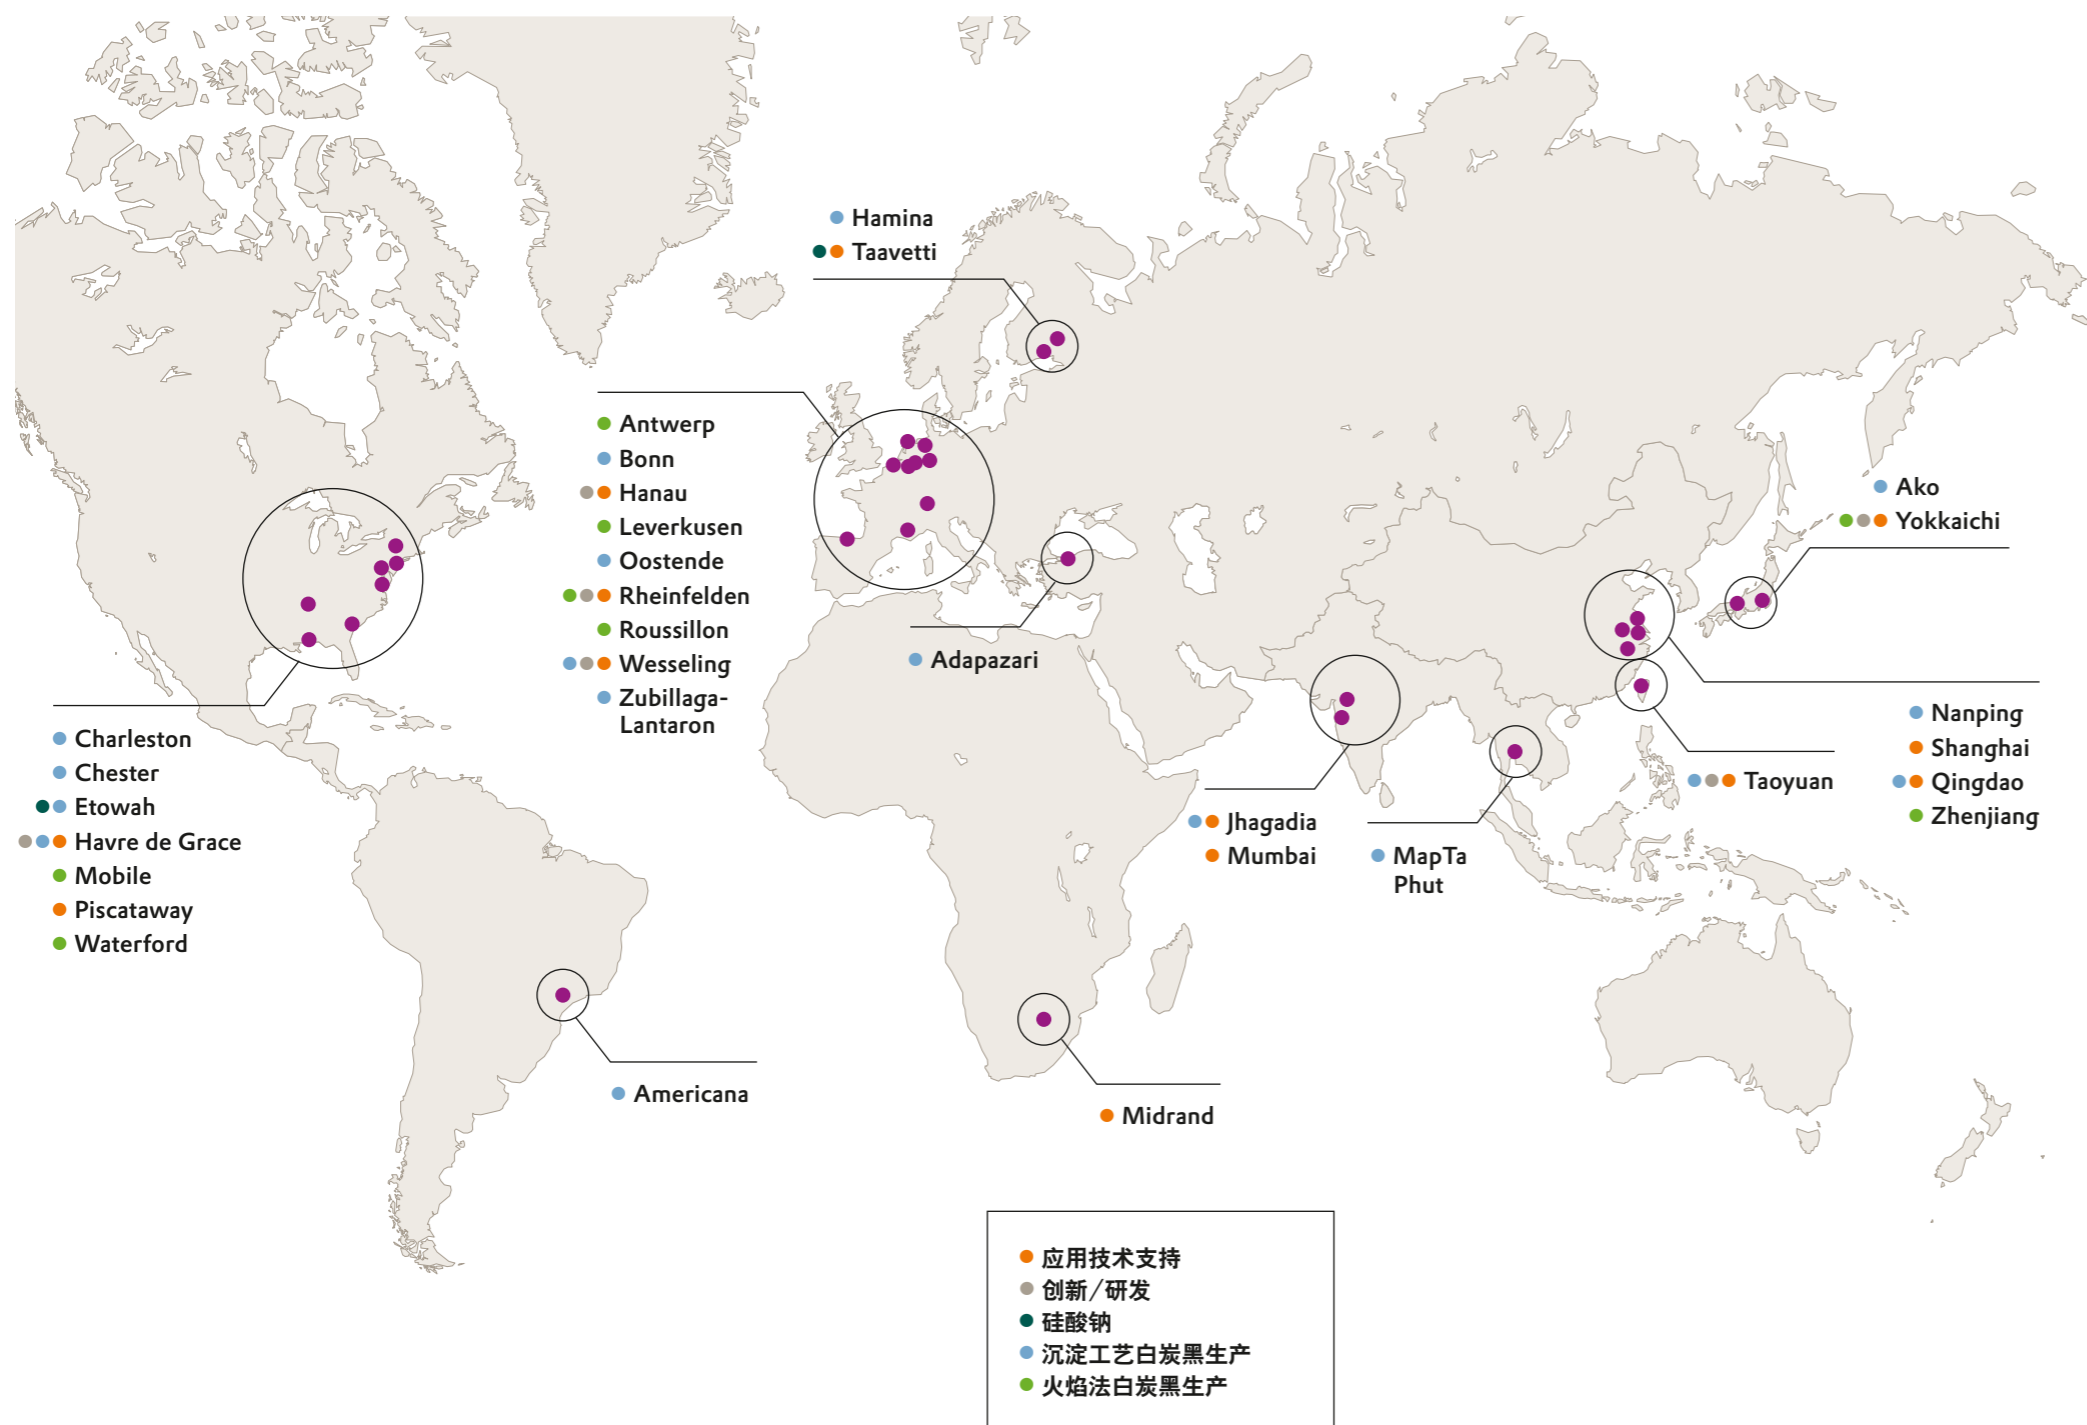 Hamina
Taavetti
Antwerp
Bonn
Hanau
Leverkusen
Oostende
Rheinfelden
Roussillon
Wesseling
Zubillaga-
Lantaron
Adapazari
Ako
Yokkaichi
Charleston
Chester
Etowah
Havre de Grace
Mobile
Piscataway
Waterford
Nanping
Shanghai
Qingdao
Zhenjiang
Taoyuan
Jhagadia
Mumbai
MapTa
Phut
Americana
Midrand
应用技术支持
创新/研发
硅酸钠
沉淀工艺白炭黑生产
火焰法白炭黑生产